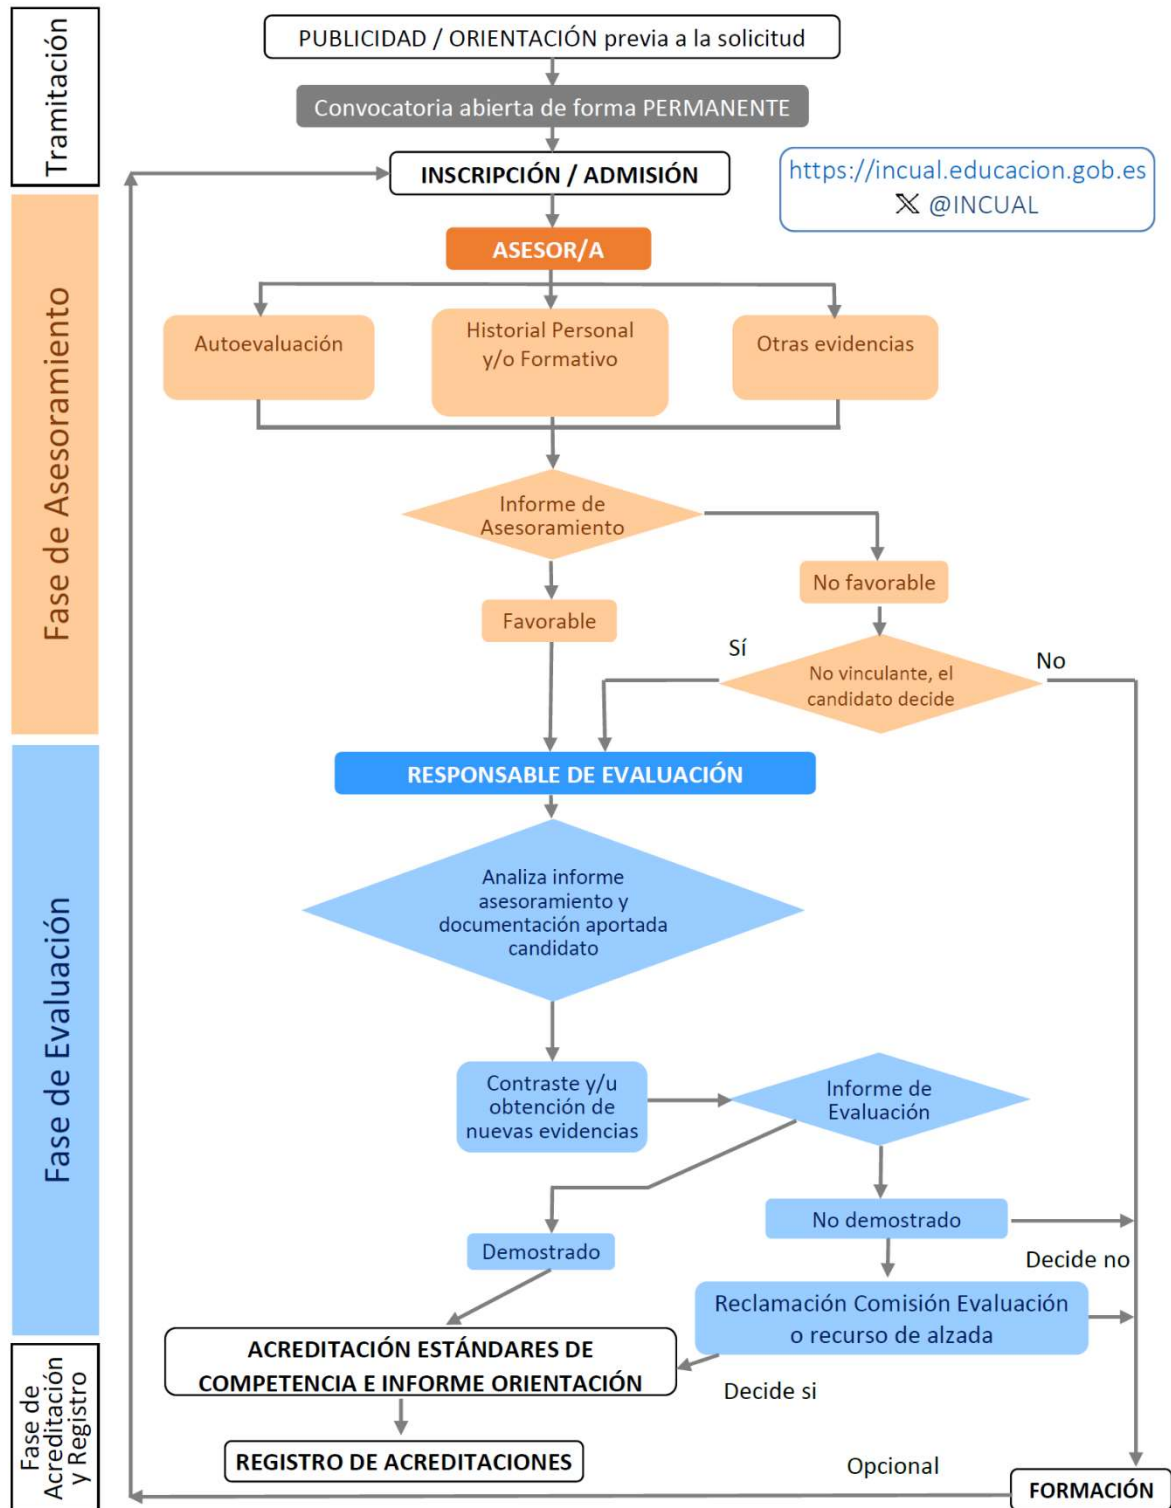 Tramitación
PUBLICIDAD / ORIENTACIÓN previa a la solicitud
Convocatoria abierta de forma PERMANENTE
INSCRIPCIÓN / ADMISIÓN
https://incual.educacion.gob.es
X @INCUAL
Fase de Asesoramiento
ASESOR/A
Autoevaluación
Historial Personal
y/o Formativo
Otras evidencias
Informe de
Asesoramiento
No favorable
Favorable
Sí
No
No vinculante, el
candidato decide
Fase de Evaluación
RESPONSABLE DE EVALUACIÓN
Analiza informe
asesoramiento y
documentación aportada
candidato
Contraste y/u
obtención de
nuevas evidencias
Informe de
Evaluación
No demostrado
Demostrado
Decide no
Reclamación Comisión Evaluación
o recurso de alzada
Fase de
Acreditación
y Registro
ACREDITACIÓN ESTÁNDARES DE
COMPETENCIA E INFORME ORIENTACIÓN
Decide si
REGISTRO DE ACREDITACIONES
Opcional
FORMACIÓN